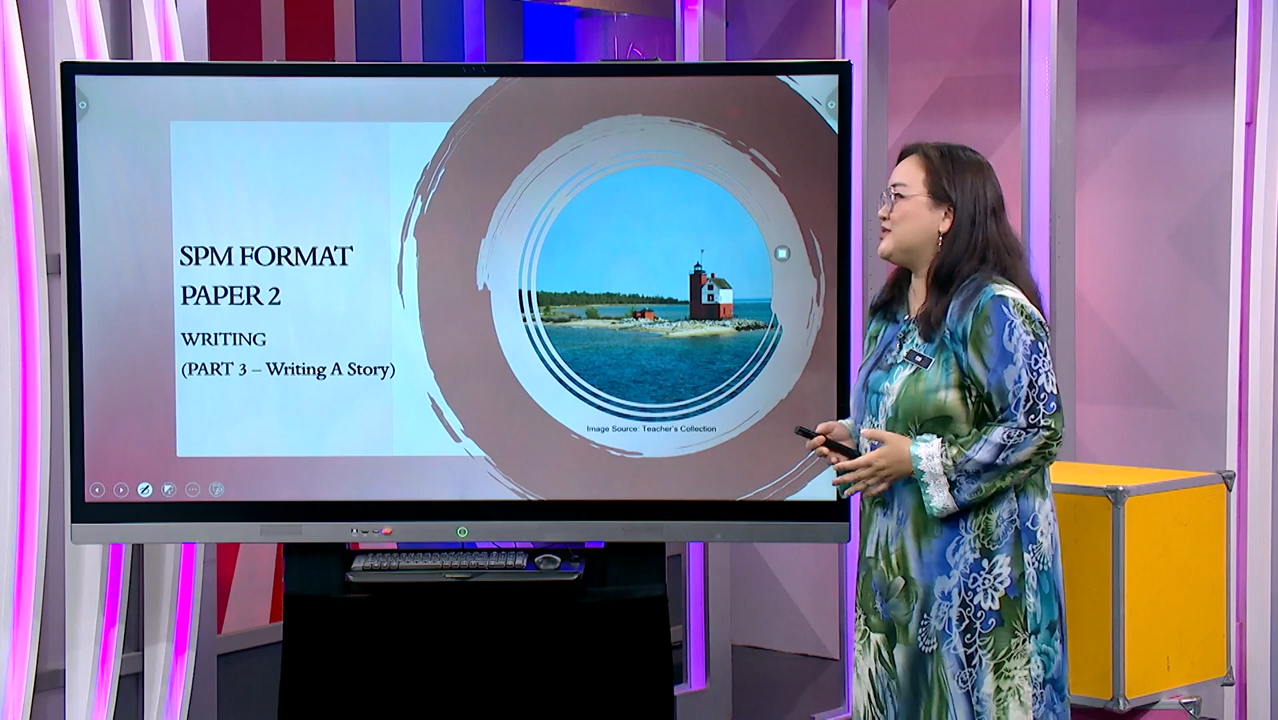 SPM FORMAT
PAPER 2
WRITING
(PART 3 – Writing A Story)
Image Source: Teacher's Collection